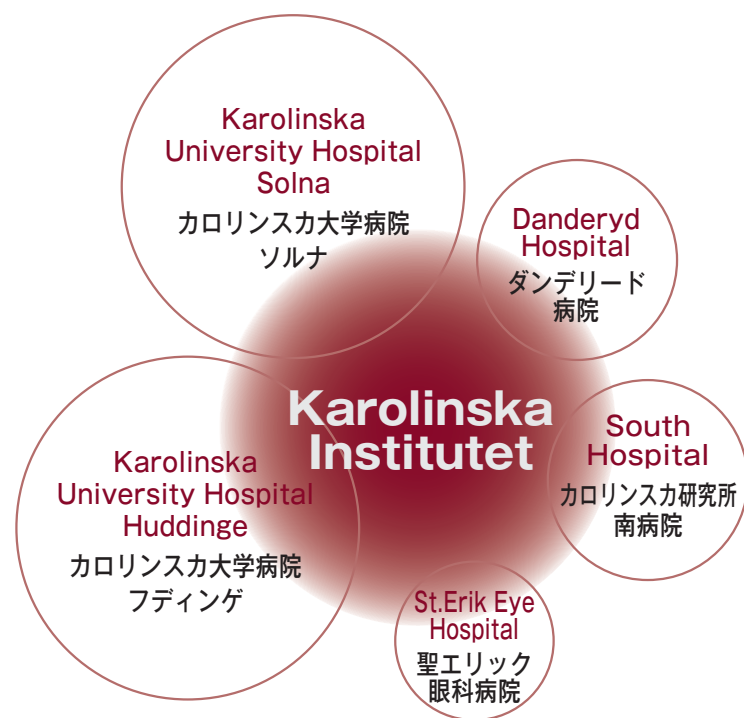 Karolinska
University Hospital
Solna
カロリンスカ大学病院
ソルナ
Danderyd
Hospital
ダンデリード
病院
Karolinska
Institutet
South
Hospital
カロリンスカ研究所
南病院
Karolinska
University Hospital
Huddinge
カロリンスカ大学病院
フディンゲ
St.Erik Eye
Hospital
聖エリック
眼科病院